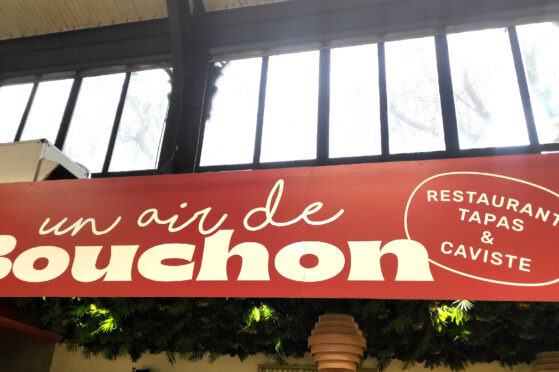 un air de
Bouchon
RESTAURANT
TAPAS
&
CAVISTE